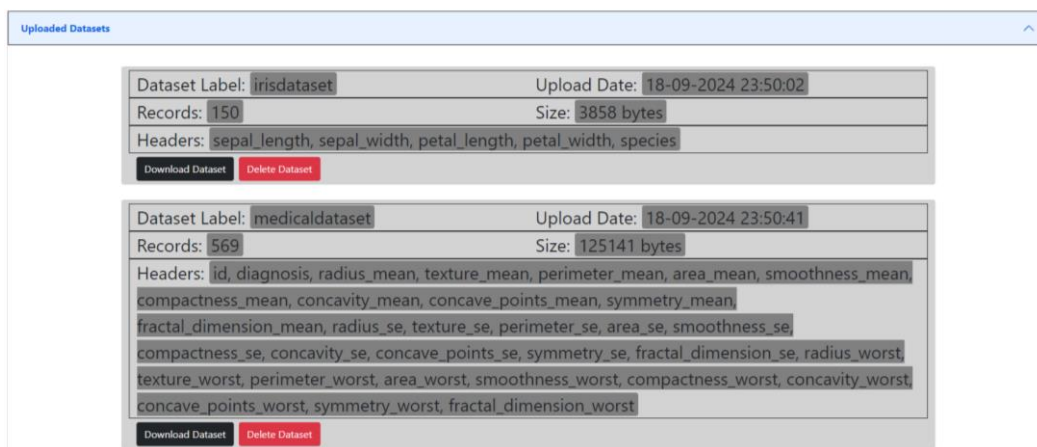 Uploaded Datasets
Dataset Label: irisdataset Upload Date: 18-09-2024 23:50:02
Records: 150 Size: 3858 bytes
Headers: sepal_length, sepal_width, petal_length, petal_width, species
Download Dataset Delete Dataset
Dataset Label: medicaldataset Upload Date: 18-09-2024 23:50:41
Records: 569 Size: 125141 bytes
Headers: id, diagnosis, radius_mean, texture_mean, perimeter_mean, area_mean, smoothness_mean,
compactness_mean, concavity_mean, concave_points_mean, symmetry_mean,
fractal_dimension_mean, radius_se, texture_se, perimeter_se, area_se, smoothness_se,
compactness_se, concavity_se, concave_points_se, symmetry_se, fractal_dimension_se, radius_worst,
texture_worst, perimeter_worst, area_worst, smoothness_worst, compactness_worst, concavity_worst,
concave_points_worst, symmetry_worst, fractal_dimension_worst
Download Dataset Delete Dataset